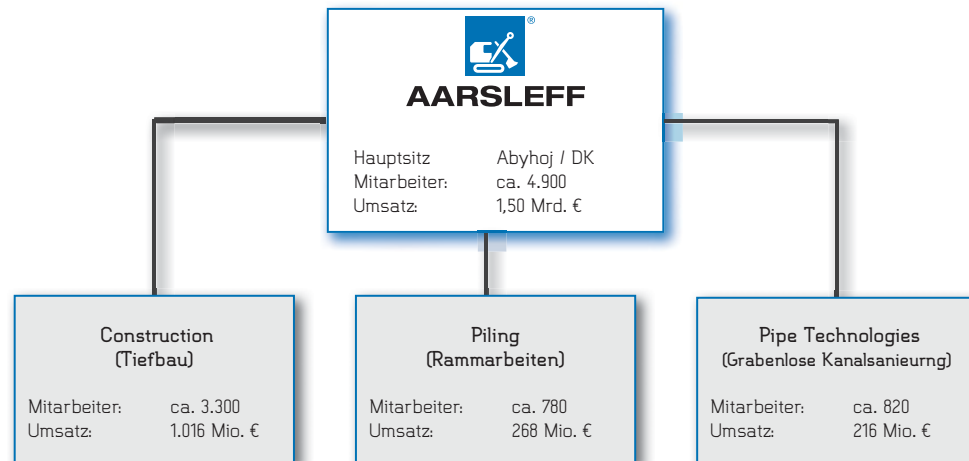 ®
AARSLEFF
Hauptsitz Abyhoj / DK
Mitarbeiter: ca. 4.900
Umsatz: 1,50 Mrd. €
Construction
(Tiefbau)
Mitarbeiter: ca. 3.300
Umsatz: 1.016 Mio. €
Piling
(Rammarbeiten)
Mitarbeiter: ca. 780
Umsatz: 268 Mio. €
Pipe Technologies
(Grabenlose Kanalsanieurng)
Mitarbeiter: ca. 820
Umsatz: 216 Mio. €